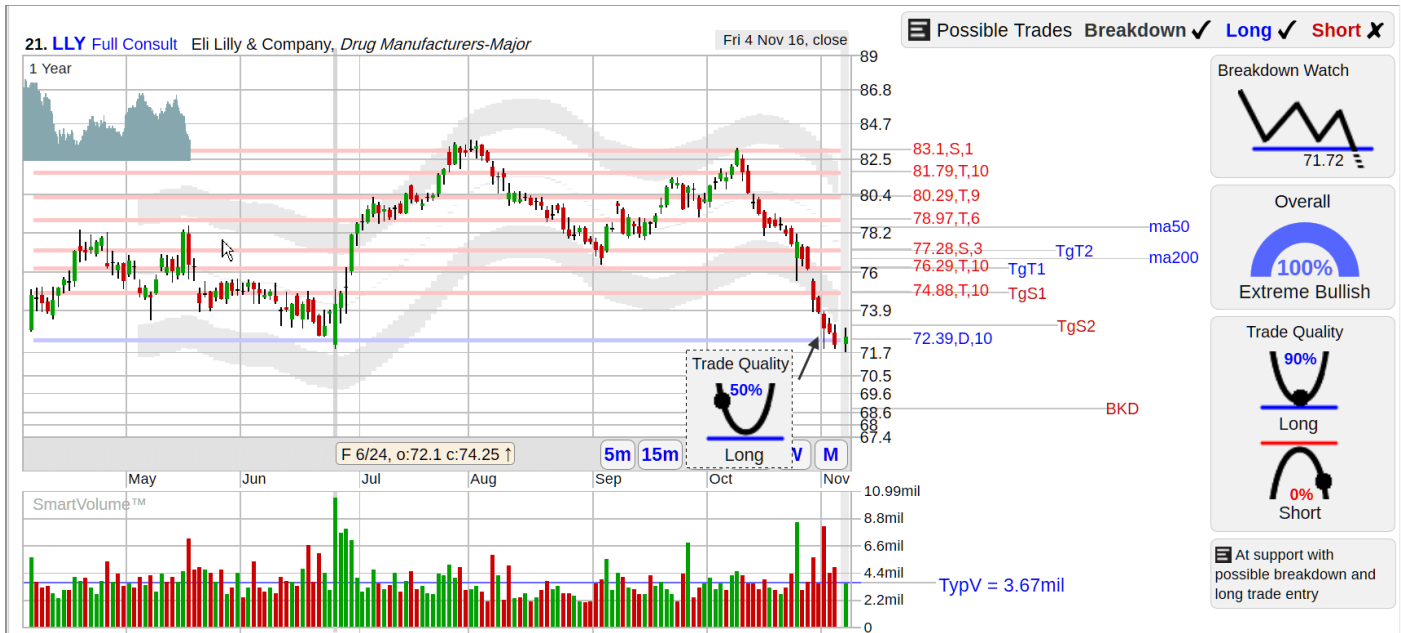 21. LLY Full Consult Eli Lilly & Company, Drug Manufacturers-Major
Fri 4 Nov 16, close
Possible Trades Breakdown ✓ Long ✓ Short ✗
1 Year
89
86.8
84.7
82.5
80.4
78.2
76
73.9
71.7
70.5
69.6
68.6
68
67.4
83.1,S,1
81.79,T,10
80.29,T,9
78.97,T,6
77.28,S,3
76.29,T,10
74.88,T,10
72.39,D,10
ma50
TgT2
ma200
TgT1
TgS1
TgS2
BKD
Trade Quality
50%
Long
F 6/24, o:72.1 c:74.25 ↑
5m
15m
M
May
Jun
Jul
Aug
Sep
Oct
Nov
SmartVolume™
10.99mil
8.8mil
6.6mil
4.4mil
2.2mil
0
TypV = 3.67mil
Breakdown Watch
71.72
Overall
100%
Extreme Bullish
Trade Quality
90%
Long
0%
Short
At support with
possible breakdown and
long trade entry